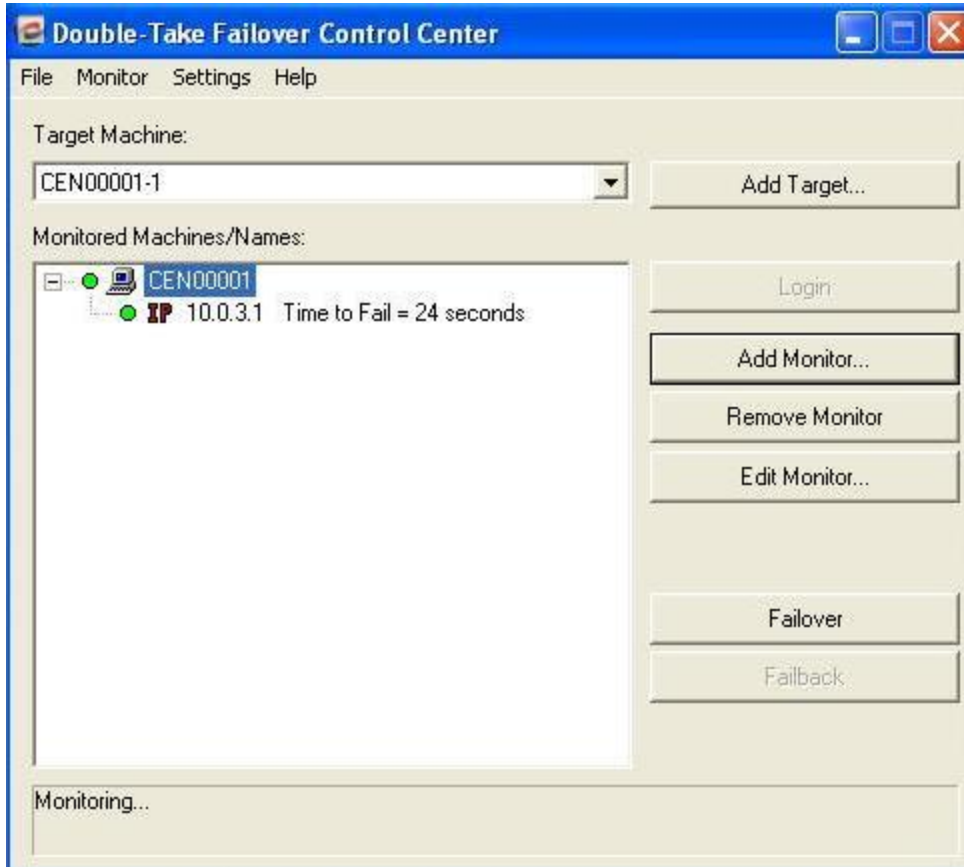 Double-Take Failover Control Center
File Monitor Settings Help
Target Machine:
CEN00001-1
Add Target...
Monitored Machines/Names:
CEN00001
IP 10.0.3.1 Time to Fail = 24 seconds
Login
Add Monitor...
Remove Monitor
Edit Monitor...
Failover
Failback
Monitoring...